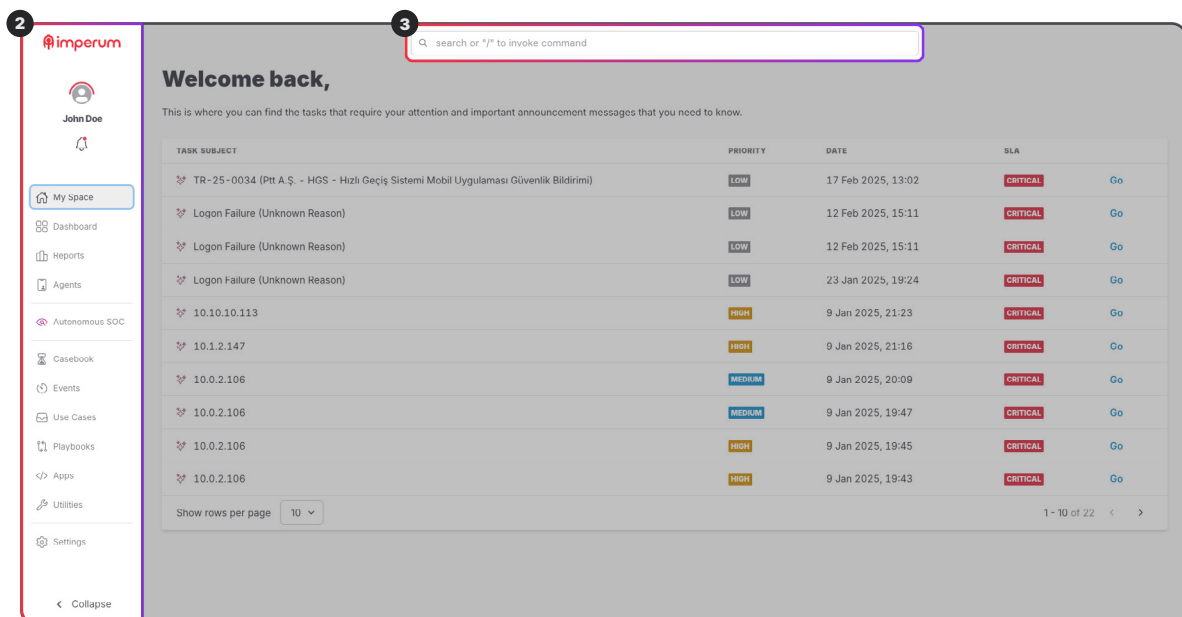 2
3
imperum
search or "/" to invoke command
John Doe
My Space
Dashboard
Reports
Agents
Autonomous SOC
Casebook
Events
Use Cases
Playbooks
Apps
Utilities
Settings
Collapse
Welcome back,
This is where you can find the tasks that require your attention and important announcement messages that you need to know.
TASK SUBJECT PRIORITY DATE SLA
TR-25-0034 (Ptt A.Ş. - HGS - Hızlı Geçiş Sistemi Mobil Uygulaması Güvenlik Bildirimi) LOW 17 Feb 2025, 13:02 CRITICAL Go
Logon Failure (Unknown Reason) LOW 12 Feb 2025, 15:11 CRITICAL Go
Logon Failure (Unknown Reason) LOW 12 Feb 2025, 15:11 CRITICAL Go
Logon Failure (Unknown Reason) LOW 23 Jan 2025, 19:24 CRITICAL Go
10.10.10.113 HIGH 9 Jan 2025, 21:23 CRITICAL Go
10.1.2.147 HIGH 9 Jan 2025, 21:16 CRITICAL Go
10.0.2.106 MEDIUM 9 Jan 2025, 20:09 CRITICAL Go
10.0.2.106 MEDIUM 9 Jan 2025, 19:47 CRITICAL Go
10.0.2.106 HIGH 9 Jan 2025, 19:45 CRITICAL Go
10.0.2.106 HIGH 9 Jan 2025, 19:43 CRITICAL Go
Show rows per page 10 1 - 10 of 22